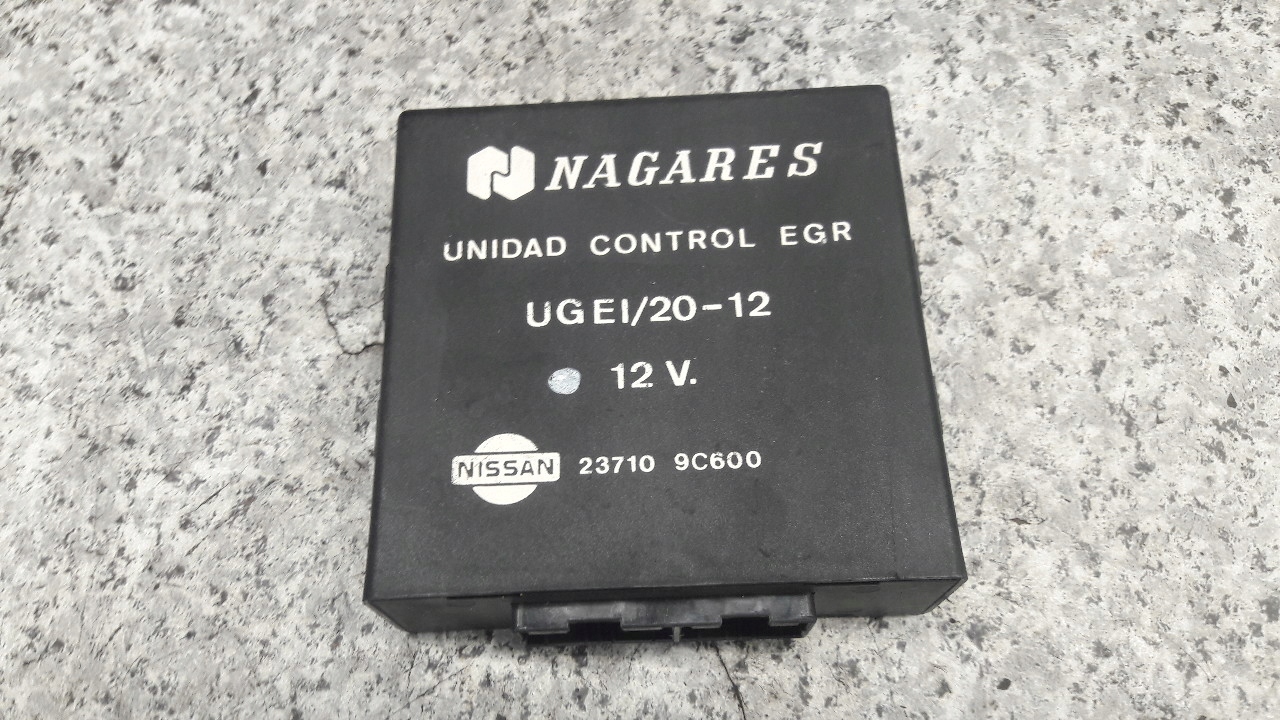 N NAGARES
UNIDAD CONTROL EGR
UGEI/20-12
12 V.
NISSAN 23710 9C600